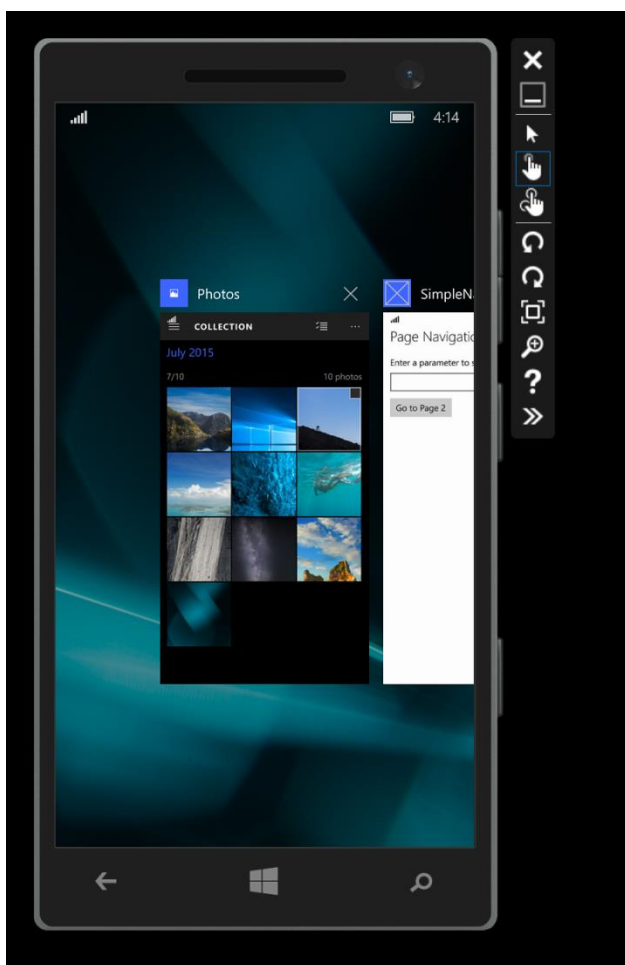 4:14
Photos
SimpleNa
COLLECTION
July 2015
7/10
10 photos
Page Navigatio
Enter a parameter to s
Go to Page 2
?